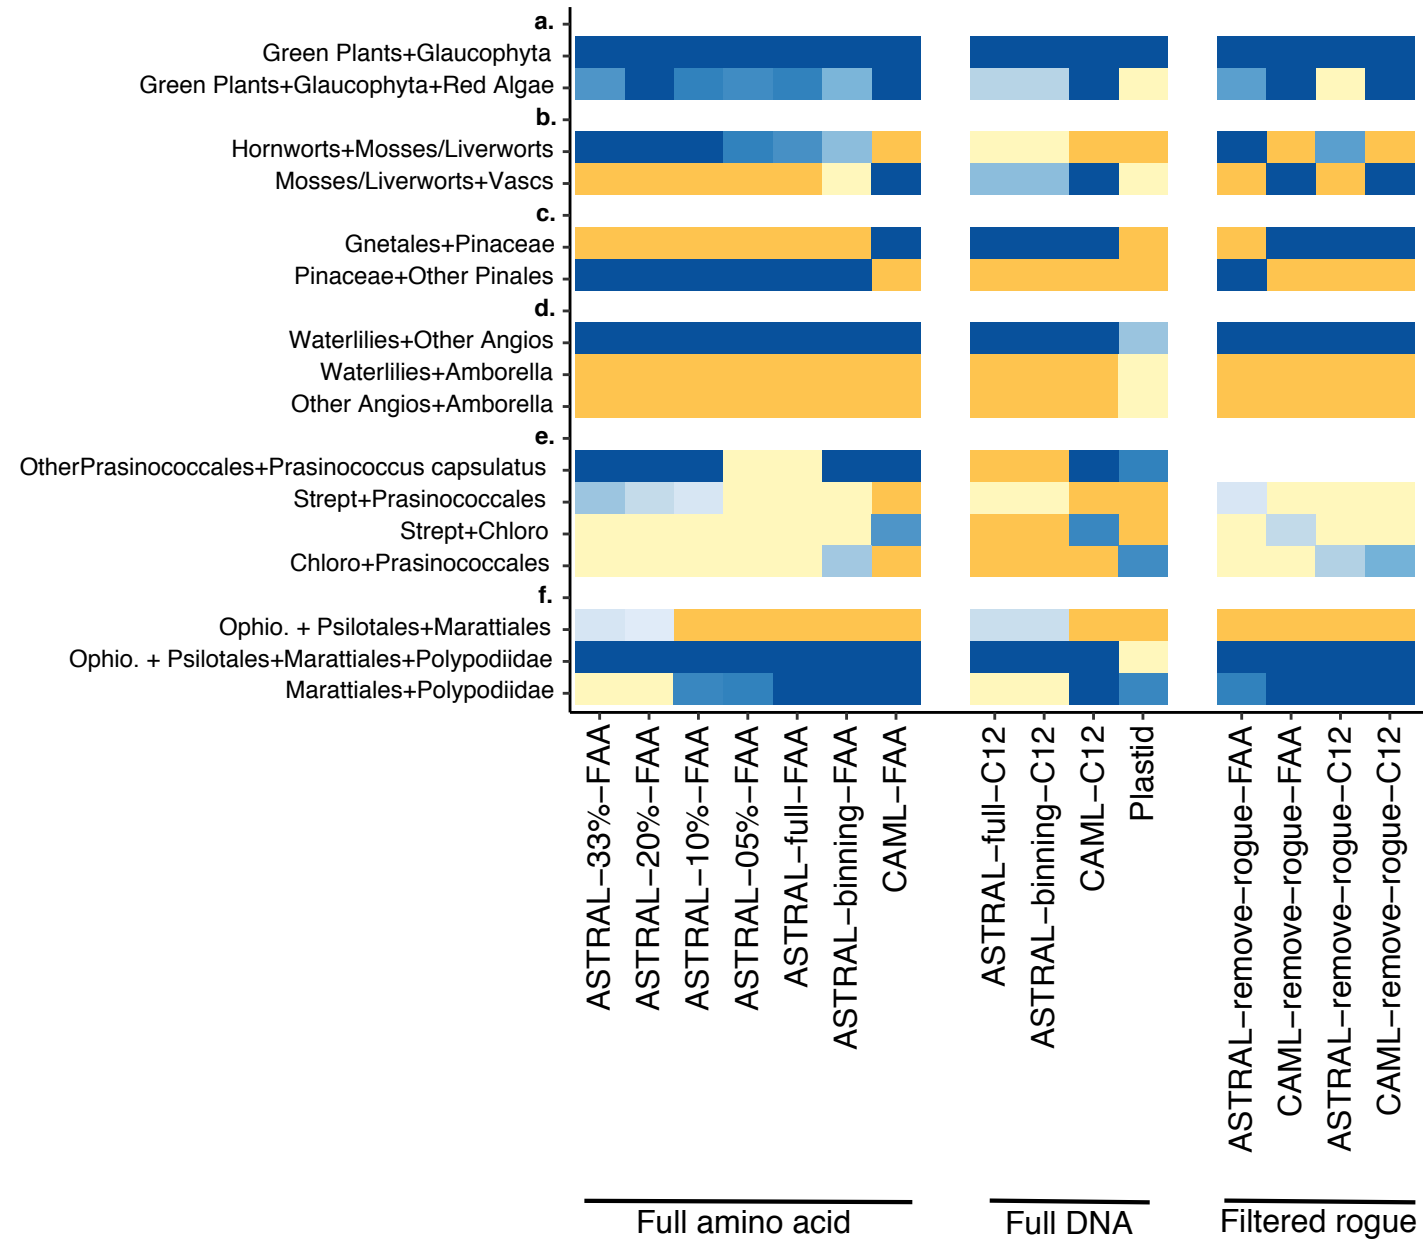 a.
Green Plants+Glaucophyta
Green Plants+Glaucophyta+Red Algae
b.
Hornworts+Mosses/Liverworts
Mosses/Liverworts+Vascs
c.
Gnetales+Pinaceae
Pinaceae+Other Pinales
d.
Waterlilies+Other Angios
Waterlilies+Amborella
Other Angios+Amborella
e.
OtherPrasinococcales+Prasinococcus capsulatus
Strept+Prasinococcales
Strept+Chloro
Chloro+Prasinococcales
f.
Ophio. + Psilotales+Marattiales
Ophio. + Psilotales+Marattiales+Polypodiidae
Marattiales+Polypodiidae
ASTRAL−33%−FAA
ASTRAL−20%−FAA
ASTRAL−10%−FAA
ASTRAL−05%−FAA
ASTRAL−full−FAA
ASTRAL−binning−FAA
CAML−FAA
ASTRAL−full−C12
ASTRAL−binning−C12
CAML−C12
Plastid
ASTRAL−remove−rogue−FAA
CAML−remove−rogue−FAA
ASTRAL−remove−rogue−C12
CAML−remove−rogue−C12
Full amino acid
Full DNA
Filtered rogue